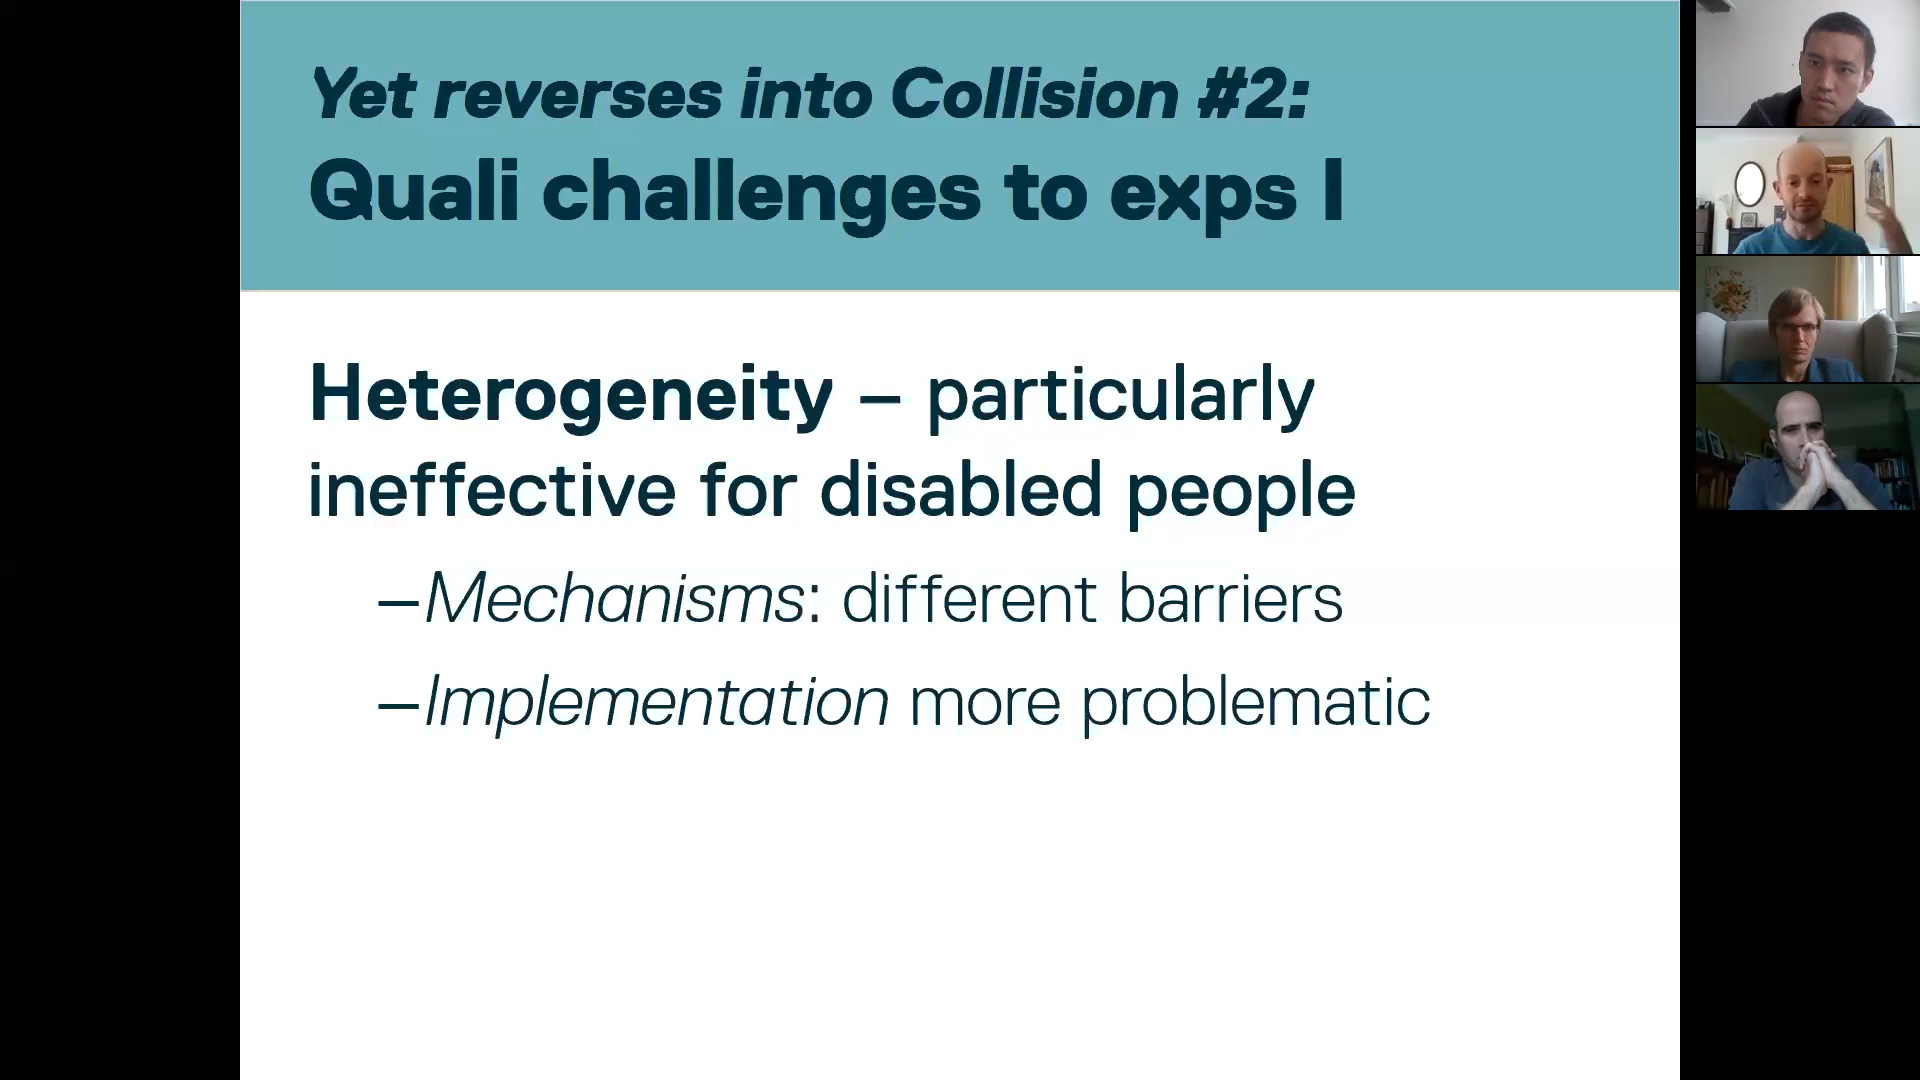 Yet reverses into Collision #2:
Quali challenges to exps I
Heterogeneity – particularly
ineffective for disabled people
–Mechanisms: different barriers
–Implementation more problematic